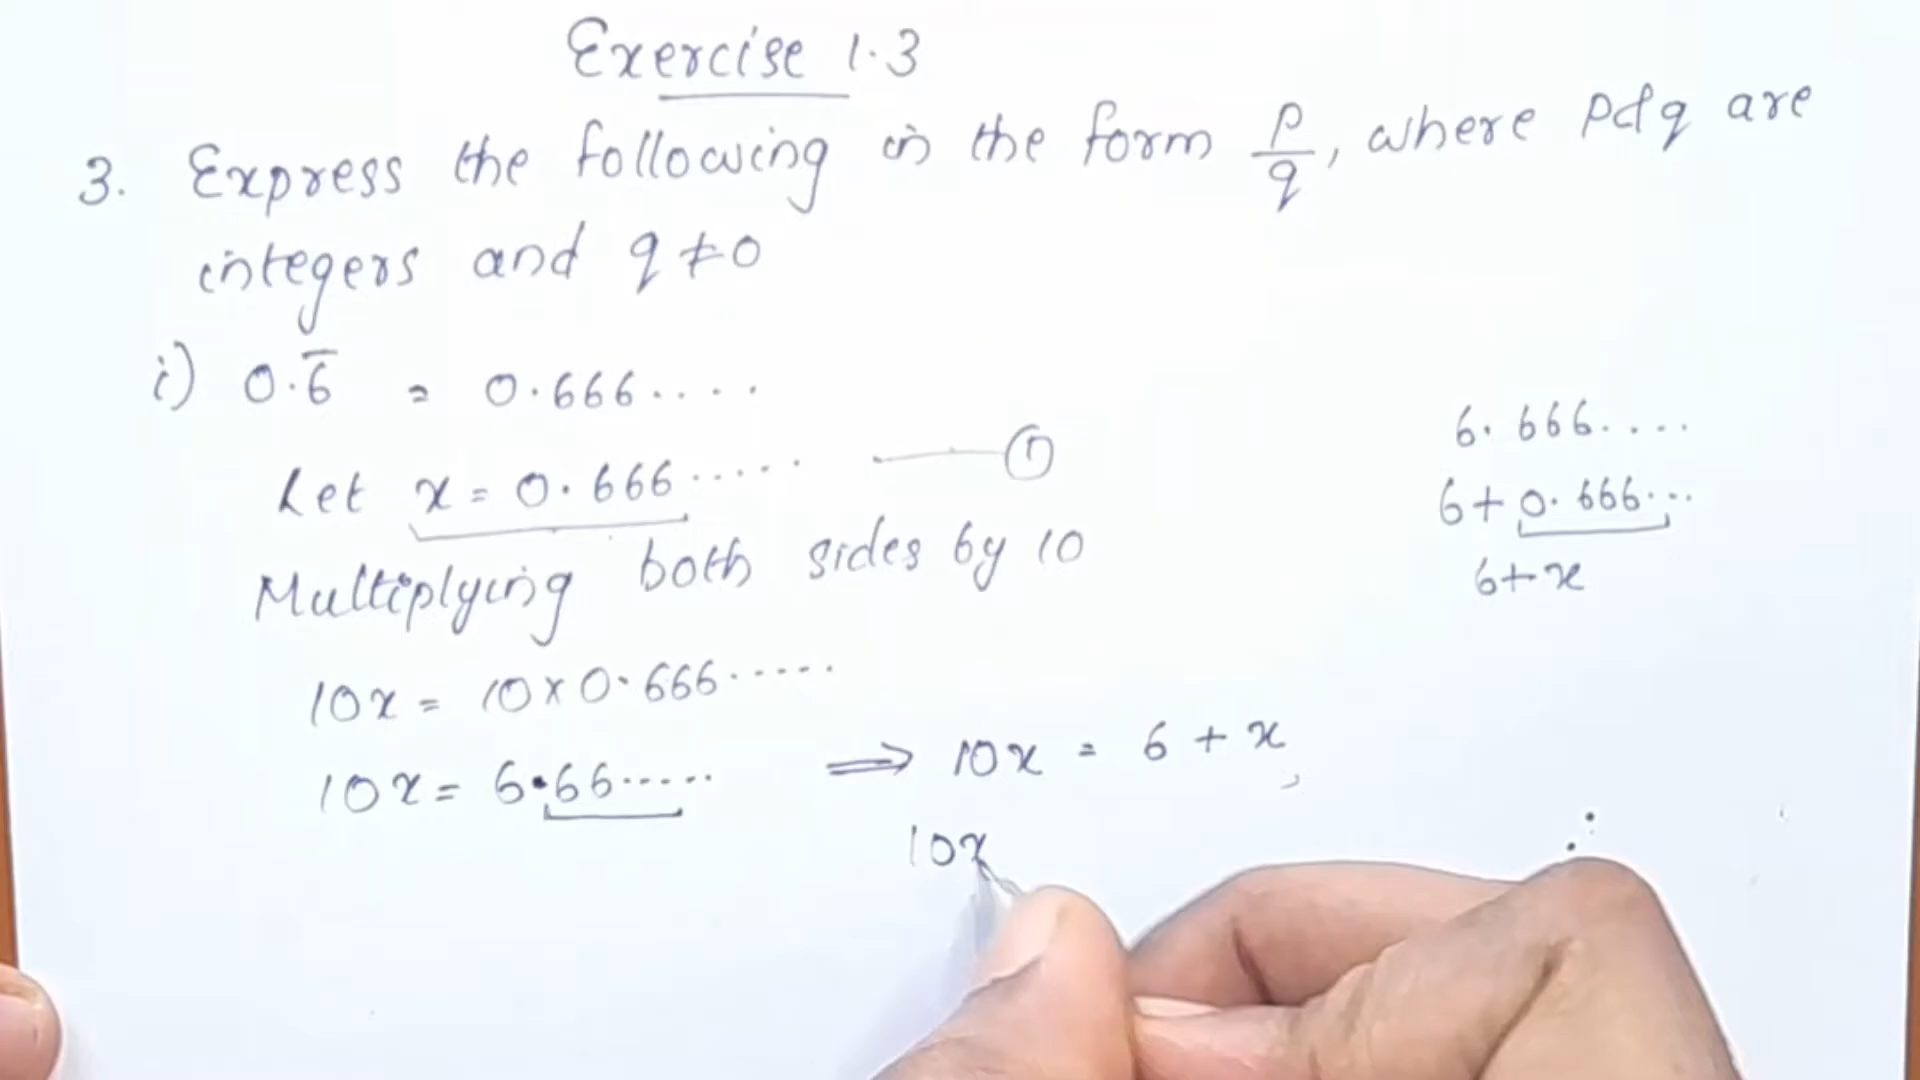 Exercise 1.3
3. Express the following in the form p/q, where p & q are
integers and q ≠ 0
i) 0.6̅ = 0.666....
Let x = 0.666..... —— ①
Multiplying both sides by 10
10x = 10 × 0.666.....
10x = 6.66..... ⟹ 10x = 6 + x
10x
6.666....
6+0.666...
6+x